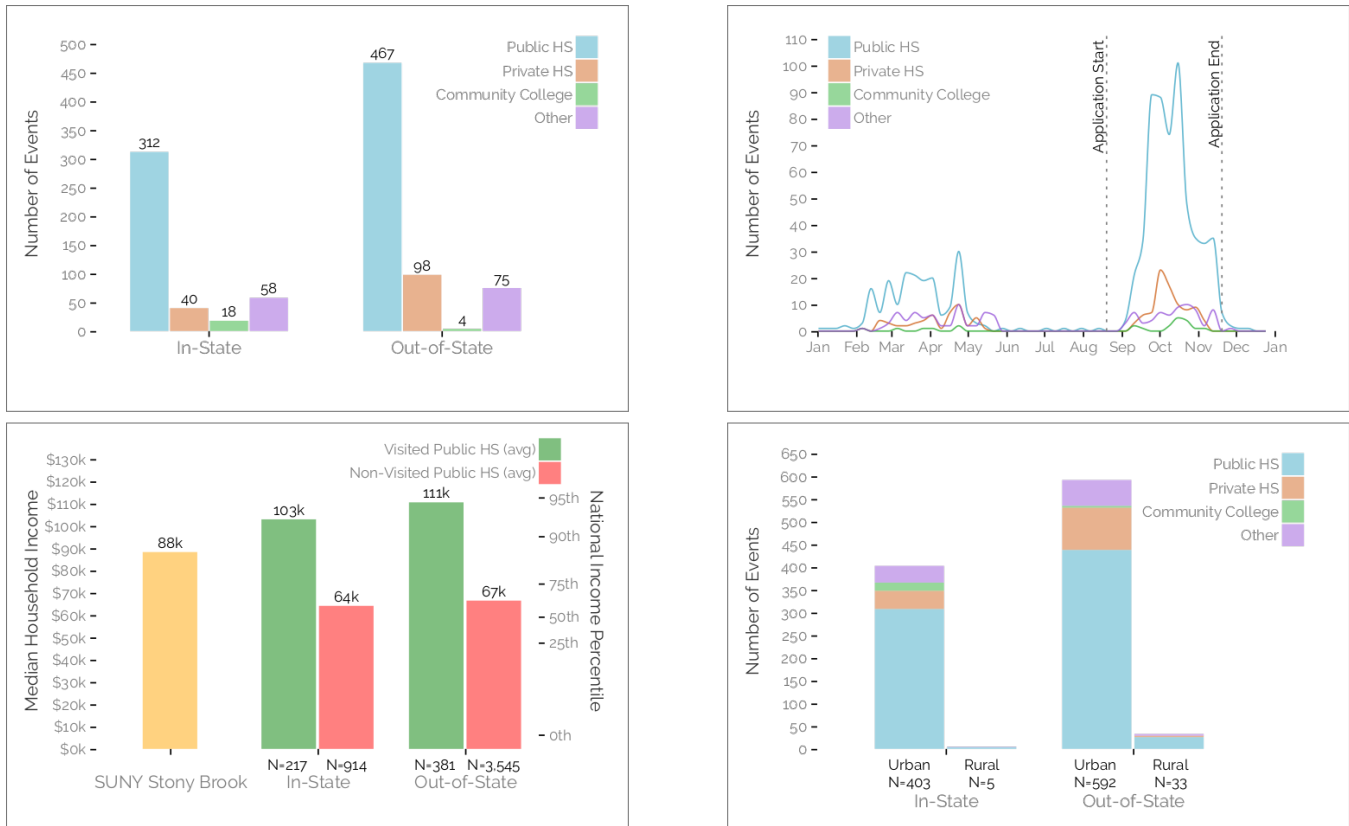 500
450
400
350
300
250
200
150
100
50
0
Number of Events
Public HS
Private HS
Community College
Other
312
40
18
58
467
98
4
75
In-State
Out-of-State
110
100
90
80
70
60
50
40
30
20
10
0
Number of Events
Public HS
Private HS
Community College
Other
Application Start
Application End
Jan Feb Mar Apr May Jun Jul Aug Sep Oct Nov Dec Jan
Visited Public HS (avg)
Non-Visited Public HS (avg)
$130k
$120k
$110k
$100k
$90k
$80k
$70k
$60k
$50k
$40k
$30k
$20k
$10k
$0k
Median Household Income
88k
103k
64k
111k
67k
95th
90th
75th
50th
25th
0th
National Income Percentile
N=217 N=914 N=381 N=3,545
SUNY Stony Brook In-State Out-of-State
650
600
550
500
450
400
350
300
250
200
150
100
50
0
Number of Events
Public HS
Private HS
Community College
Other
Urban Rural Urban Rural
N=403 N=5 N=592 N=33
In-State Out-of-State